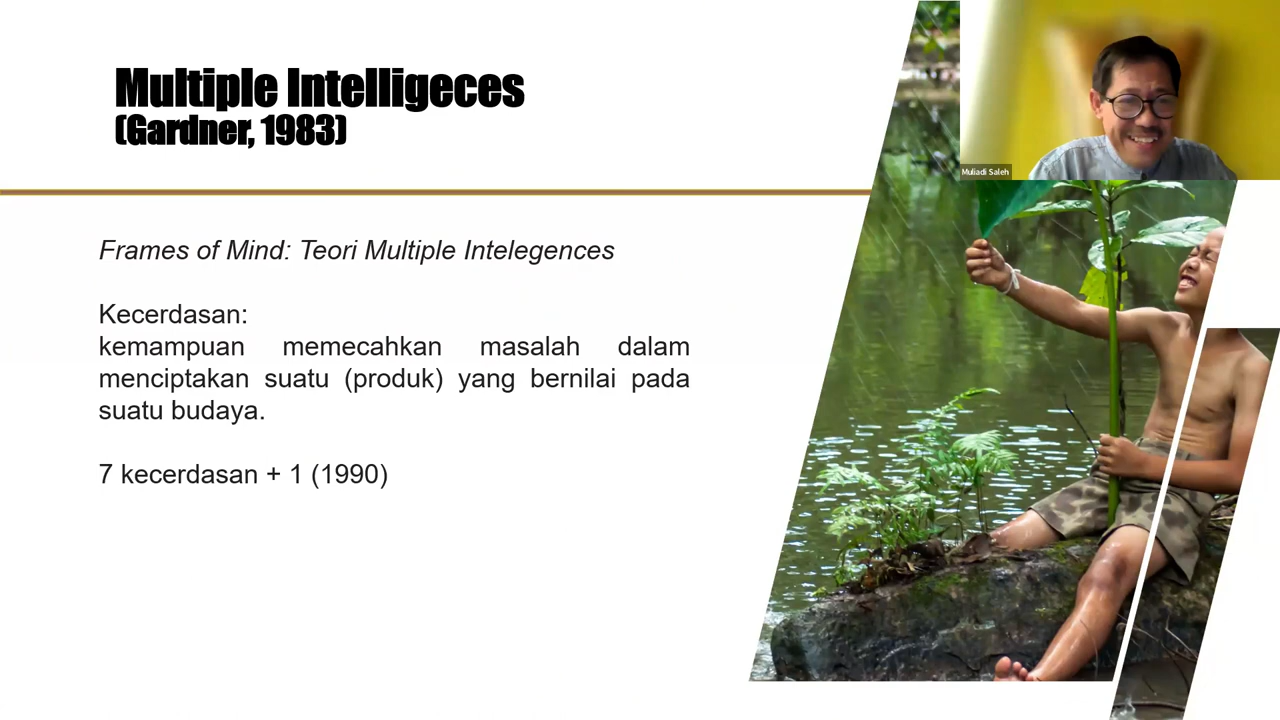 Multiple Intelligeces
(Gardner, 1983)
Muliadi Saleh
Frames of Mind: Teori Multiple Intelegences
Kecerdasan:
kemampuan memecahkan masalah dalam
menciptakan suatu (produk) yang bernilai pada
suatu budaya.
7 kecerdasan + 1 (1990)